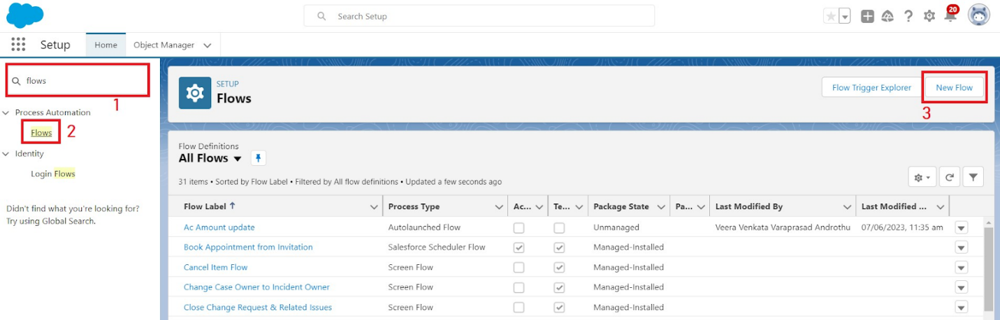 Search Setup
20
Setup Home Object Manager
flows
1
Process Automation
Flows 2
Identity
Login Flows
Didn't find what you're looking for?
Try using Global Search.
SETUP
Flows
Flow Trigger Explorer New Flow
3
Flow Definitions
All Flows
31 items • Sorted by Flow Label • Filtered by All flow definitions • Updated a few seconds ago
Flow Label ↑ Process Type Ac... Te... Package State Pa... Last Modified By Last Modified ...
Ac Amount update Autolaunched Flow Unmanaged Veera Venkata Varaprasad Androthu 07/06/2023, 11:35 am
Book Appointment from Invitation Salesforce Scheduler Flow Managed-Installed
Cancel Item Flow Screen Flow Managed-Installed
Change Case Owner to Incident Owner Screen Flow Managed-Installed
Close Change Request & Related Issues Screen Flow Managed-Installed